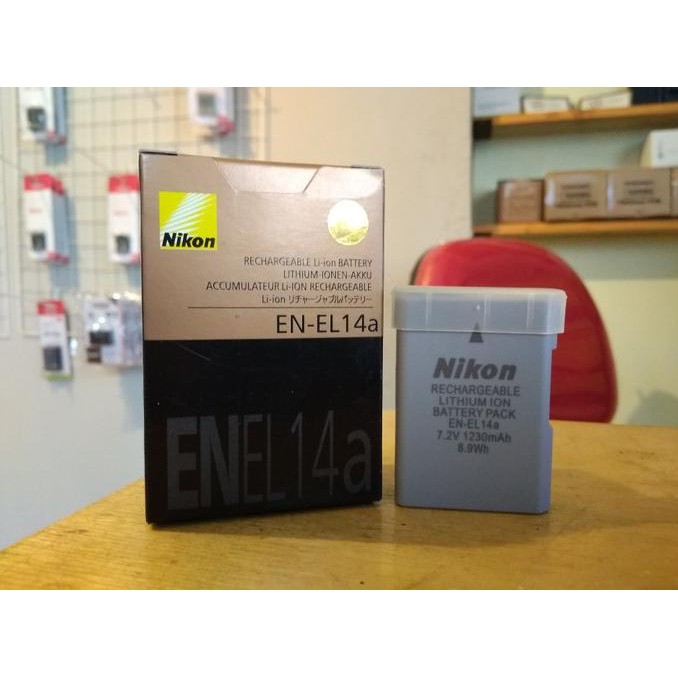 Nikon
RECHARGEABLE Li-ion BATTERY
LITHIUM-IONEN-AKKU
ACCUMULATEUR Li-ION RECHARGEABLE
Li-ion リチャージャブルバッテリー
EN-EL14a
ENEL14a
Nikon
RECHARGEABLE
LITHIUM ION
BATTERY PACK
EN-EL14a
7.2V 1230mAh
8.9Wh